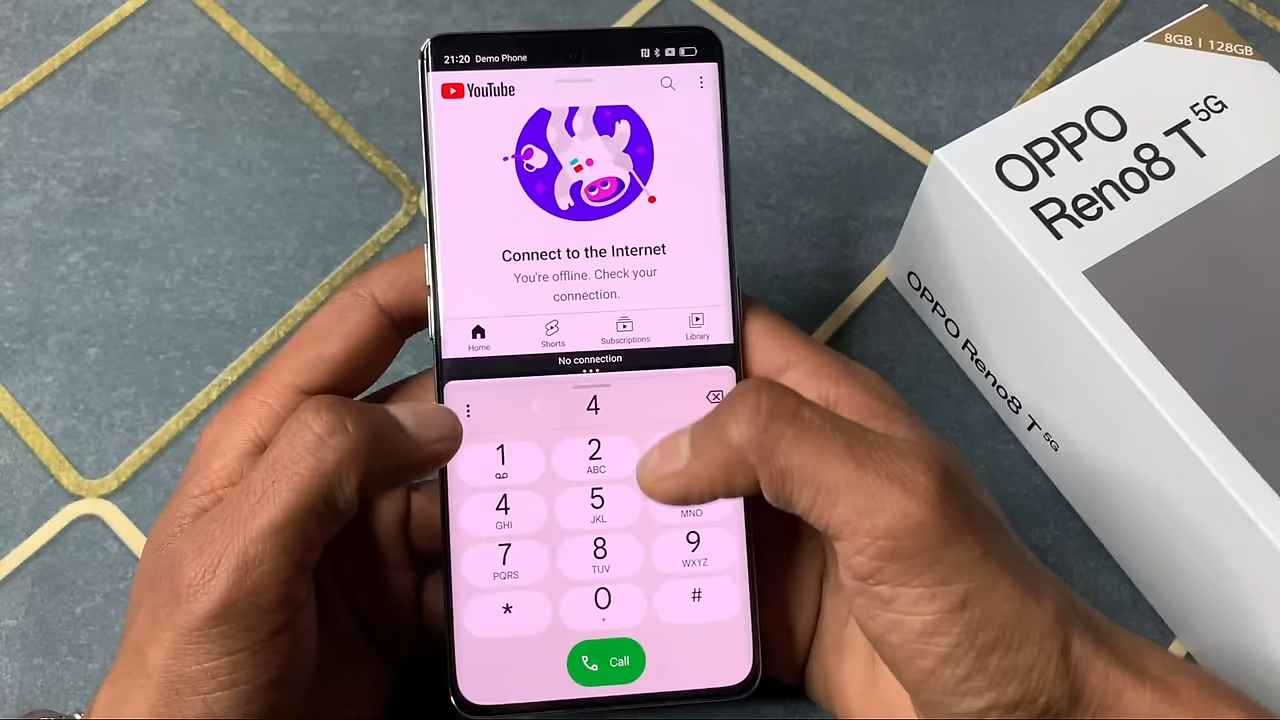 21:20 Demo Phone
YouTube
Connect to the Internet
You're offline. Check your
connection.
Home
Shorts
Subscriptions
Library
No connection
4
1
2
ABC
4
GHI
5
JKL
MNO
7
PQRS
8
TUV
9
WXYZ
*
0
+
#
Call
8GB | 128GB
OPPO
Reno8 T 5G
OPPO Reno8 T 5G